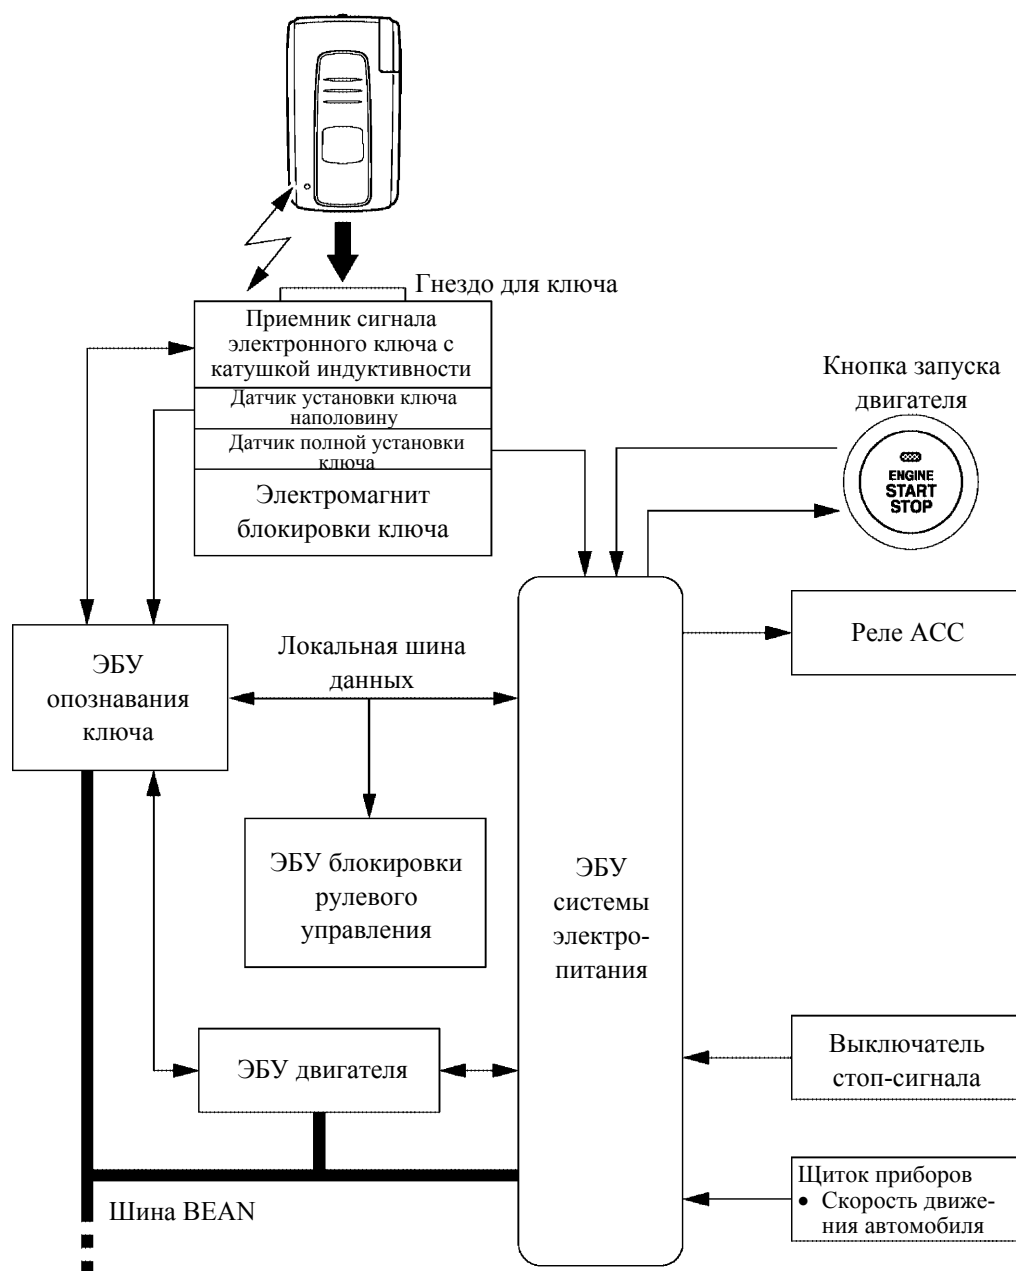 Гнездо для ключа
Приемник сигнала
электронного ключа с
катушкой индуктивности
Датчик установки ключа
наполовину
Датчик полной установки
ключа
Электромагнит
блокировки ключа
Кнопка запуска
двигателя
ENGINE
START
STOP
Реле ACC
ЭБУ
опознавания
ключа
Локальная шина
данных
ЭБУ блокировки
рулевого
управления
ЭБУ
системы
электро-
питания
ЭБУ двигателя
Выключатель
стоп-сигнала
Щиток приборов
• Скорость движе-
ния автомобиля
Шина BEAN